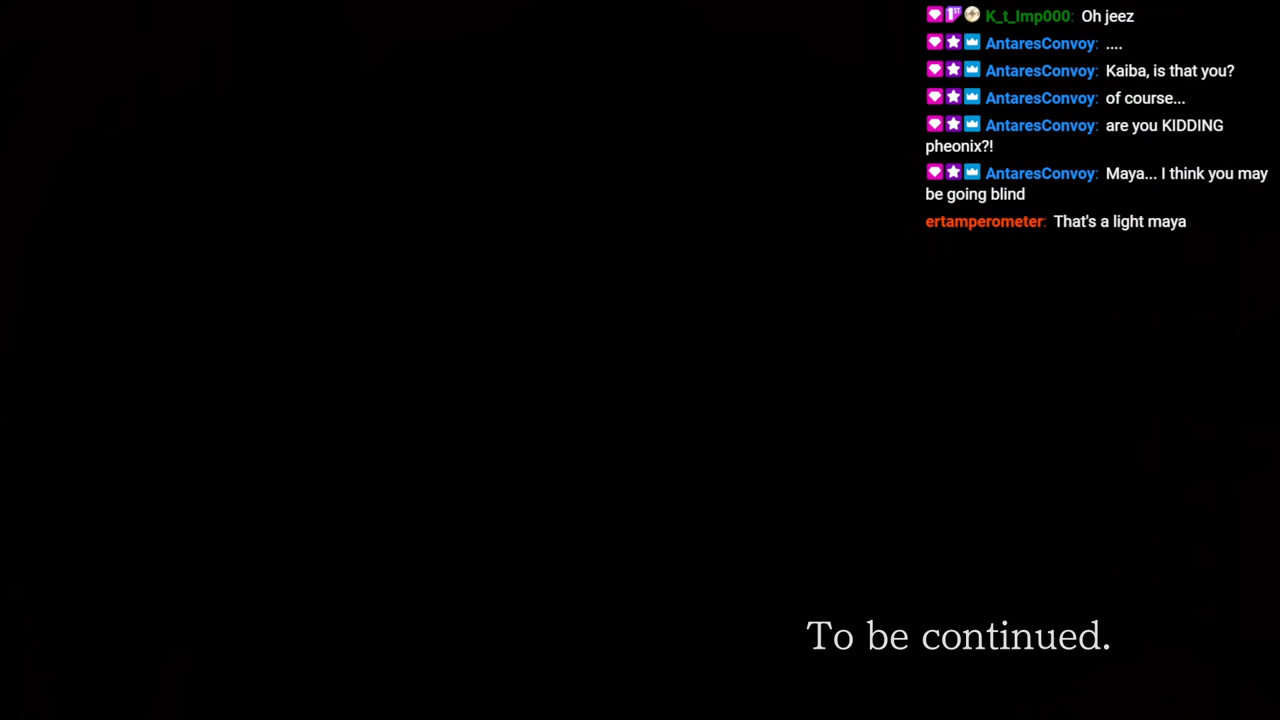 K_t_Imp000: Oh jeez
AntaresConvoy: ....
AntaresConvoy: Kaiba, is that you?
AntaresConvoy: of course...
AntaresConvoy: are you KIDDING
pheonix?!
AntaresConvoy: Maya... I think you may
be going blind
ertamperometer: That's a light maya
To be continued.